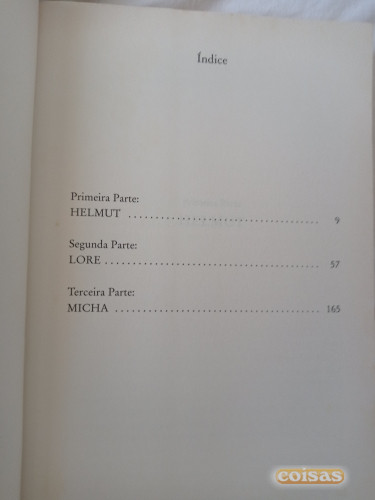 Índice
Primeira Parte:
HELMUT ........................................ 9
Segunda Parte:
LORE ............................................ 57
Terceira Parte:
MICHA .......................................... 165
coisas